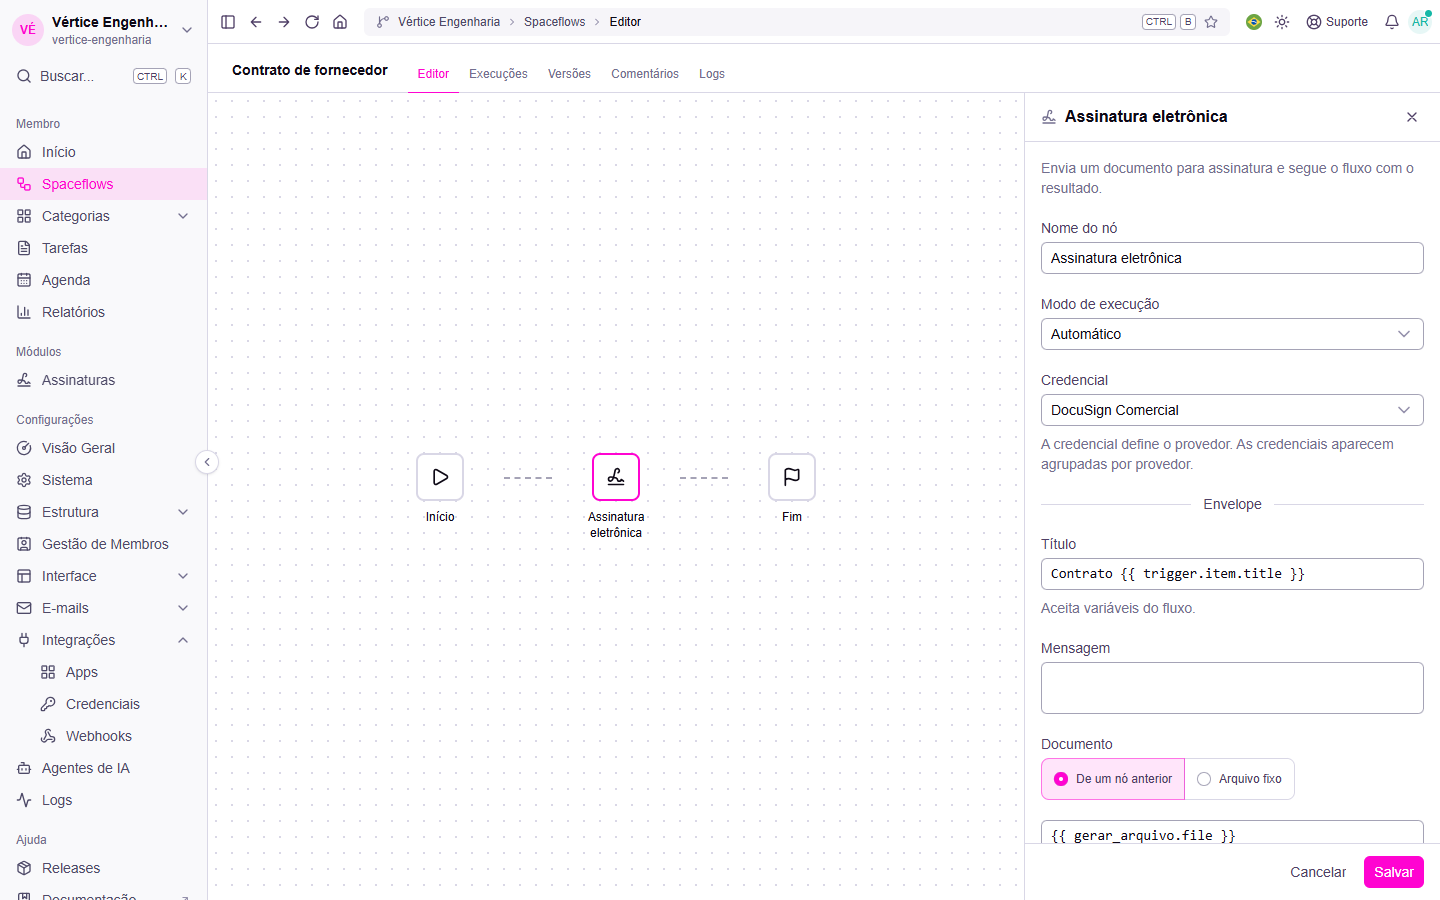 VÉ
Vértice Engenh...
vertice-engenharia
Buscar...
CTRL
K
Membro
Início
Spaceflows
Categorias
Tarefas
Agenda
Relatórios
Módulos
Assinaturas
Configurações
Visão Geral
Sistema
Estrutura
Gestão de Membros
Interface
E-mails
Integrações
Apps
Credenciais
Webhooks
Agentes de IA
Logs
Ajuda
Releases
Documentação
Vértice Engenharia
Spaceflows
Editor
CTRL
B
Suporte
AR
Contrato de fornecedor
Editor
Execuções
Versões
Comentários
Logs
Início
Assinatura
eletrônica
Fim
Assinatura eletrônica
Envia um documento para assinatura e segue o fluxo com o
resultado.
Nome do nó
Assinatura eletrônica
Modo de execução
Automático
Credencial
DocuSign Comercial
A credencial define o provedor. As credenciais aparecem
agrupadas por provedor.
Envelope
Título
Contrato {{ trigger.item.title }}
Aceita variáveis do fluxo.
Mensagem
Documento
De um nó anterior
Arquivo fixo
{{ gerar_arquivo.file }}
Cancelar
Salvar